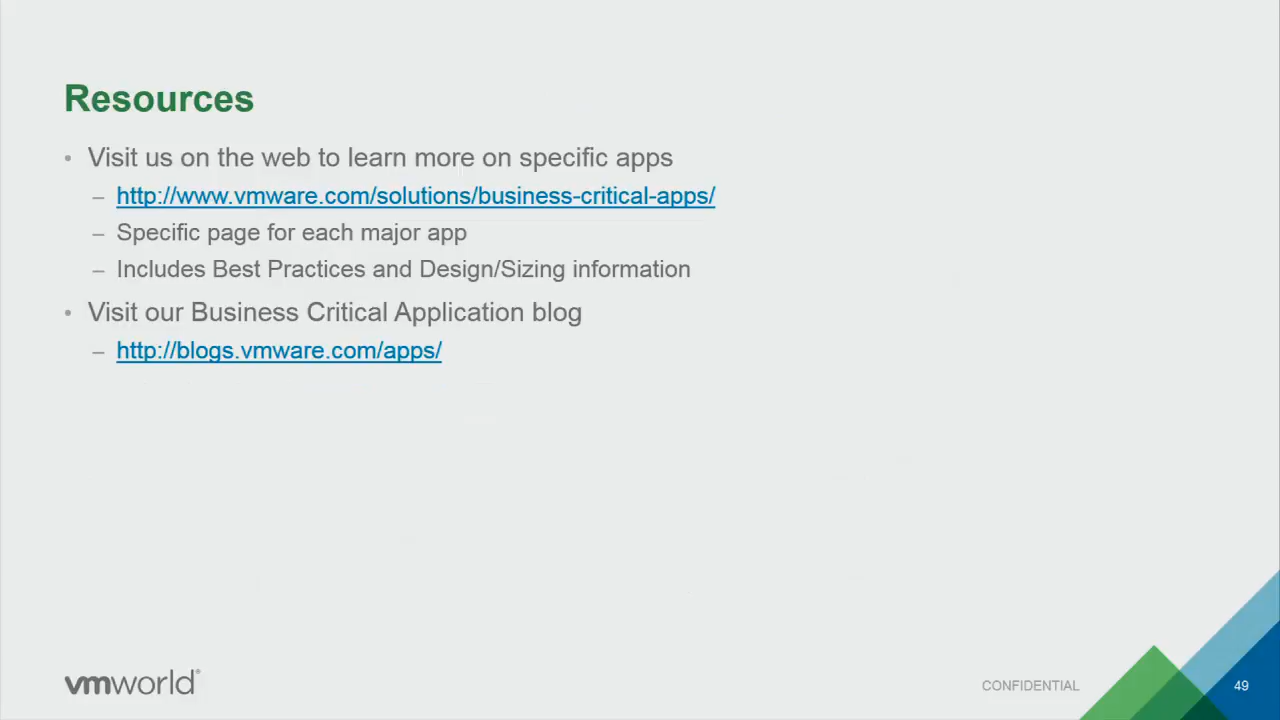 Resources
• Visit us on the web to learn more on specific apps
– http://www.vmware.com/solutions/business-critical-apps/
– Specific page for each major app
– Includes Best Practices and Design/Sizing information
• Visit our Business Critical Application blog
– http://blogs.vmware.com/apps/
vmworld®
CONFIDENTIAL
49